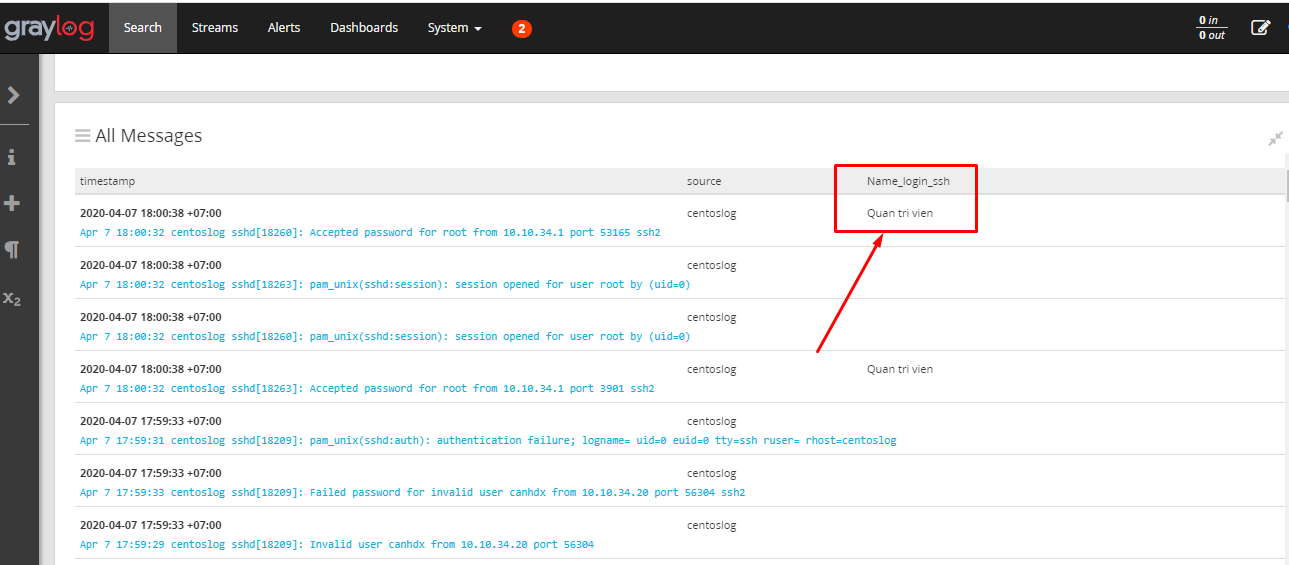 graylog Search Streams Alerts Dashboards System 2 0 in
0 out
All Messages
timestamp source Name_login_ssh
2020-04-07 18:00:38 +07:00 centoslog Quan tri vien
Apr 7 18:00:32 centoslog sshd[18260]: Accepted password for root from 10.10.34.1 port 53165 ssh2
2020-04-07 18:00:38 +07:00 centoslog
Apr 7 18:00:32 centoslog sshd[18263]: pam_unix(sshd:session): session opened for user root by (uid=0)
2020-04-07 18:00:38 +07:00 centoslog
Apr 7 18:00:32 centoslog sshd[18260]: pam_unix(sshd:session): session opened for user root by (uid=0)
2020-04-07 18:00:38 +07:00 centoslog Quan tri vien
Apr 7 18:00:32 centoslog sshd[18263]: Accepted password for root from 10.10.34.1 port 3901 ssh2
2020-04-07 17:59:33 +07:00 centoslog
Apr 7 17:59:31 centoslog sshd[18209]: pam_unix(sshd:auth): authentication failure; logname= uid=0 euid=0 tty=ssh ruser= rhost=centoslog
2020-04-07 17:59:33 +07:00 centoslog
Apr 7 17:59:33 centoslog sshd[18209]: Failed password for invalid user canhdx from 10.10.34.20 port 56304 ssh2
2020-04-07 17:59:33 +07:00 centoslog
Apr 7 17:59:29 centoslog sshd[18209]: Invalid user canhdx from 10.10.34.20 port 56304